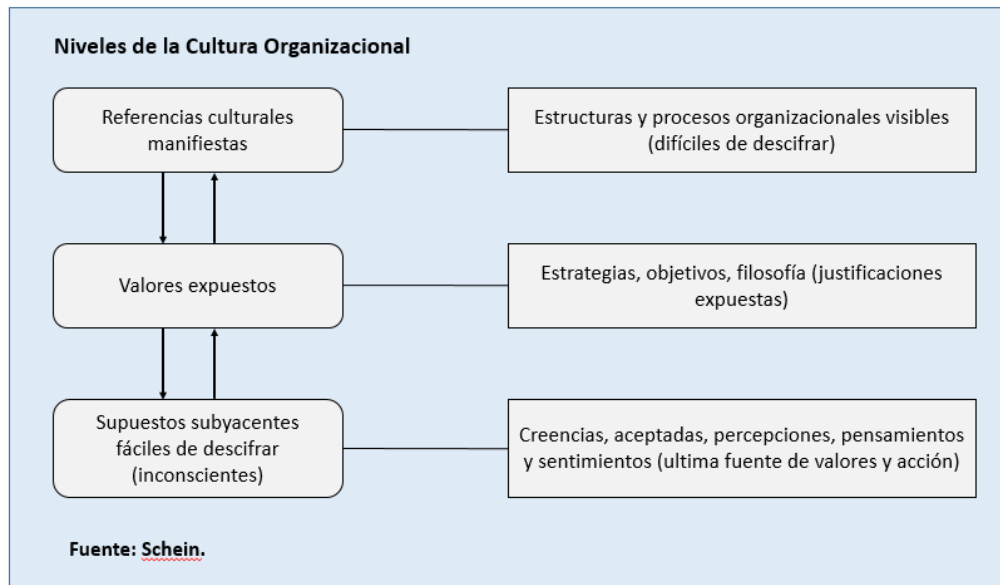 Niveles de la Cultura Organizacional
Referencias culturales
manifiestas
Estructuras y procesos organizacionales visibles
(difíciles de descifrar)
Valores expuestos
Estrategias, objetivos, filosofía (justificaciones
expuestas)
Supuestos subyacentes
fáciles de descifrar
(inconscientes)
Creencias, aceptadas, percepciones, pensamientos
y sentimientos (ultima fuente de valores y acción)
Fuente: Schein.